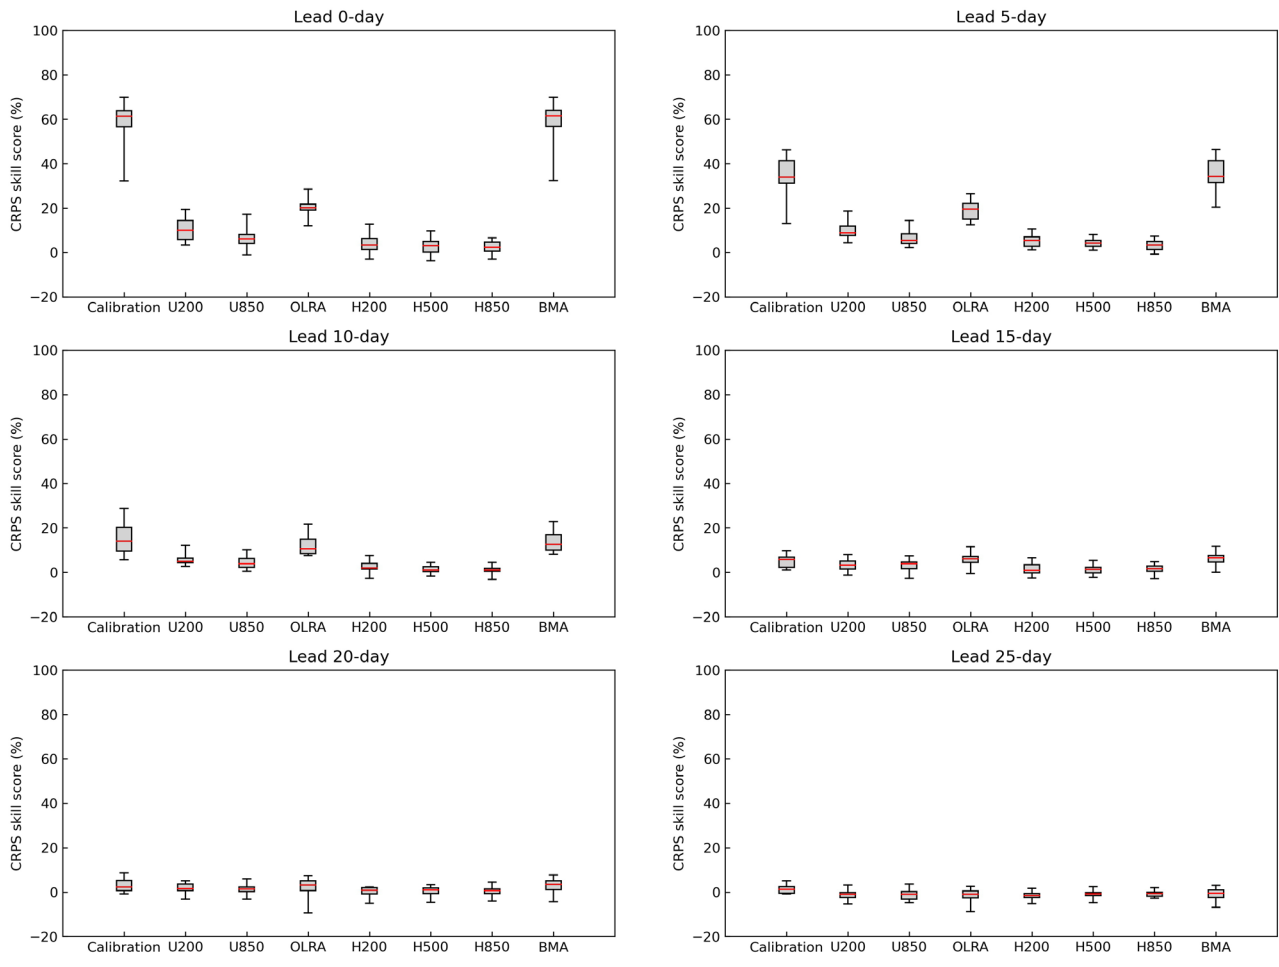 Lead 0-day
CRPS skill score (%)
100
80
60
40
20
0
−20
Calibration U200 U850 OLRA H200 H500 H850 BMA
Lead 5-day
CRPS skill score (%)
100
80
60
40
20
0
−20
Calibration U200 U850 OLRA H200 H500 H850 BMA
Lead 10-day
CRPS skill score (%)
100
80
60
40
20
0
−20
Calibration U200 U850 OLRA H200 H500 H850 BMA
Lead 15-day
CRPS skill score (%)
100
80
60
40
20
0
−20
Calibration U200 U850 OLRA H200 H500 H850 BMA
Lead 20-day
CRPS skill score (%)
100
80
60
40
20
0
−20
Calibration U200 U850 OLRA H200 H500 H850 BMA
Lead 25-day
CRPS skill score (%)
100
80
60
40
20
0
−20
Calibration U200 U850 OLRA H200 H500 H850 BMA